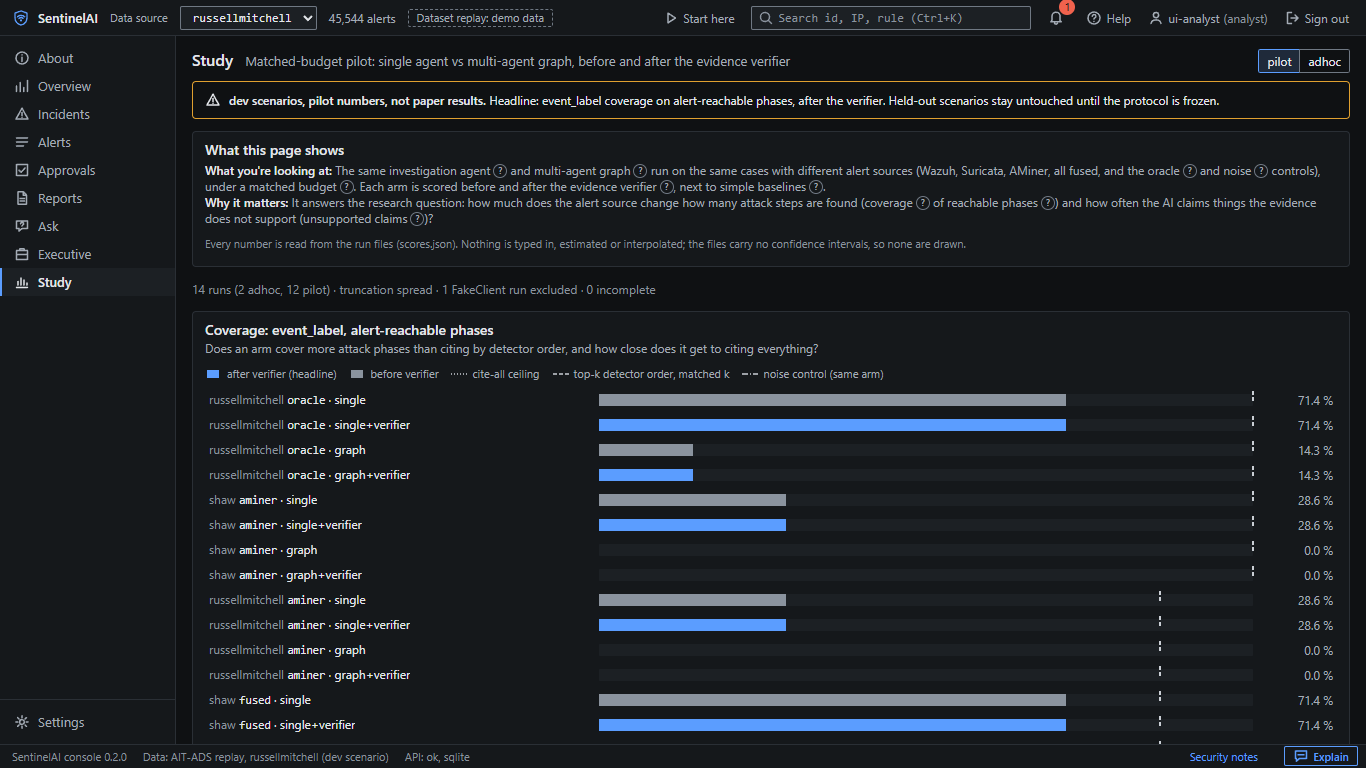 SentinelAI Data source russellmitchell 45,544 alerts Dataset replay: demo data Start here Search id, IP, rule (Ctrl+K) 1 Help ui-analyst (analyst) Sign out
About
Overview
Incidents
Alerts
Approvals
Reports
Ask
Executive
Study
Settings
Study Matched-budget pilot: single agent vs multi-agent graph, before and after the evidence verifier pilot adhoc
dev scenarios, pilot numbers, not paper results. Headline: event_label coverage on alert-reachable phases, after the verifier. Held-out scenarios stay untouched until the protocol is frozen.
What this page shows
What you're looking at: The same investigation agent ? and multi-agent graph ? run on the same cases with different alert sources (Wazuh, Suricata, AMiner, all fused, and the oracle ? and noise ? controls),
under a matched budget ?. Each arm is scored before and after the evidence verifier ?, next to simple baselines ?.
Why it matters: It answers the research question: how much does the alert source change how many attack steps are found (coverage ? of reachable phases ?) and how often the AI claims things the evidence
does not support (unsupported claims ?)?
Every number is read from the run files (scores.json). Nothing is typed in, estimated or interpolated; the files carry no confidence intervals, so none are drawn.
14 runs (2 adhoc, 12 pilot) · truncation spread · 1 FakeClient run excluded · 0 incomplete
Coverage: event_label, alert-reachable phases
Does an arm cover more attack phases than citing by detector order, and how close does it get to citing everything?
after verifier (headline) before verifier cite-all ceiling top-k detector order, matched k noise control (same arm)
russellmitchell oracle · single 71.4 %
russellmitchell oracle · single+verifier 71.4 %
russellmitchell oracle · graph 14.3 %
russellmitchell oracle · graph+verifier 14.3 %
shaw aminer · single 28.6 %
shaw aminer · single+verifier 28.6 %
shaw aminer · graph 0.0 %
shaw aminer · graph+verifier 0.0 %
russellmitchell aminer · single 28.6 %
russellmitchell aminer · single+verifier 28.6 %
russellmitchell aminer · graph 0.0 %
russellmitchell aminer · graph+verifier 0.0 %
shaw fused · single 71.4 %
shaw fused · single+verifier 71.4 %
SentinelAI console 0.2.0 Data: AIT-ADS replay, russellmitchell (dev scenario) API: ok, sqlite Security notes Explain